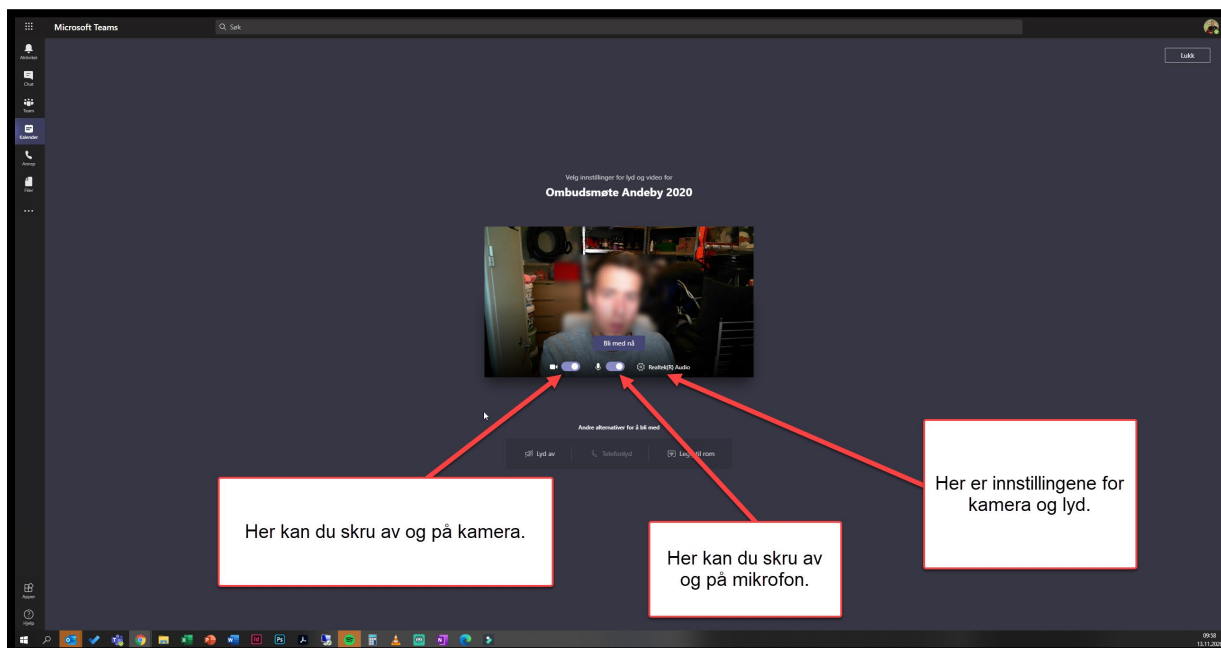 Microsoft Teams
Søk
Aktivitet
Lukk
Chat
Team
Kalender
Anrop
Filer
Velg innstillinger for lyd og video for
Ombudsmøte Andeby 2020
Bli med nå
Realtek(R) Audio
Andre alternativer for å bli med
Lyd av
Telefonlyd
til rom
Her kan du skru av og på kamera.
Her kan du skru av
og på mikrofon.
Her er innstillingene for
kamera og lyd.
Apper
Hjelp
09:58